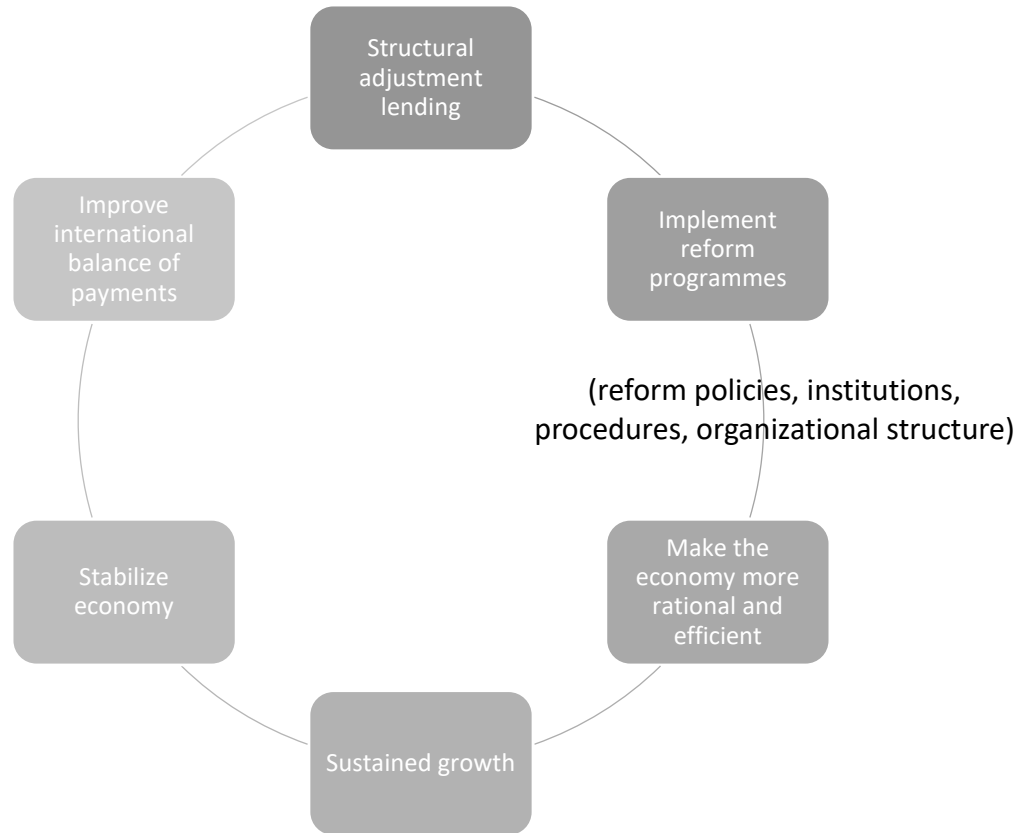 Structural
adjustment
lending
Implement
reform
programmes
(reform policies, institutions,
procedures, organizational structure)
Make the
economy more
rational and
efficient
Sustained growth
Stabilize
economy
Improve
international
balance of
payments